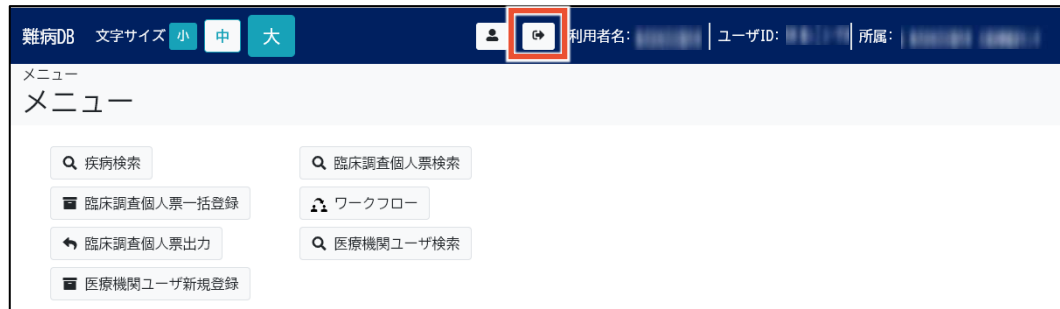 難病DB 文字サイズ 小 中 大 利用者名: ユーザID: 所属:
メニュー
メニュー
疾病検索 臨床調査個人票検索
臨床調査個人票一括登録 ワークフロー
臨床調査個人票出力 医療機関ユーザ検索
医療機関ユーザ新規登録